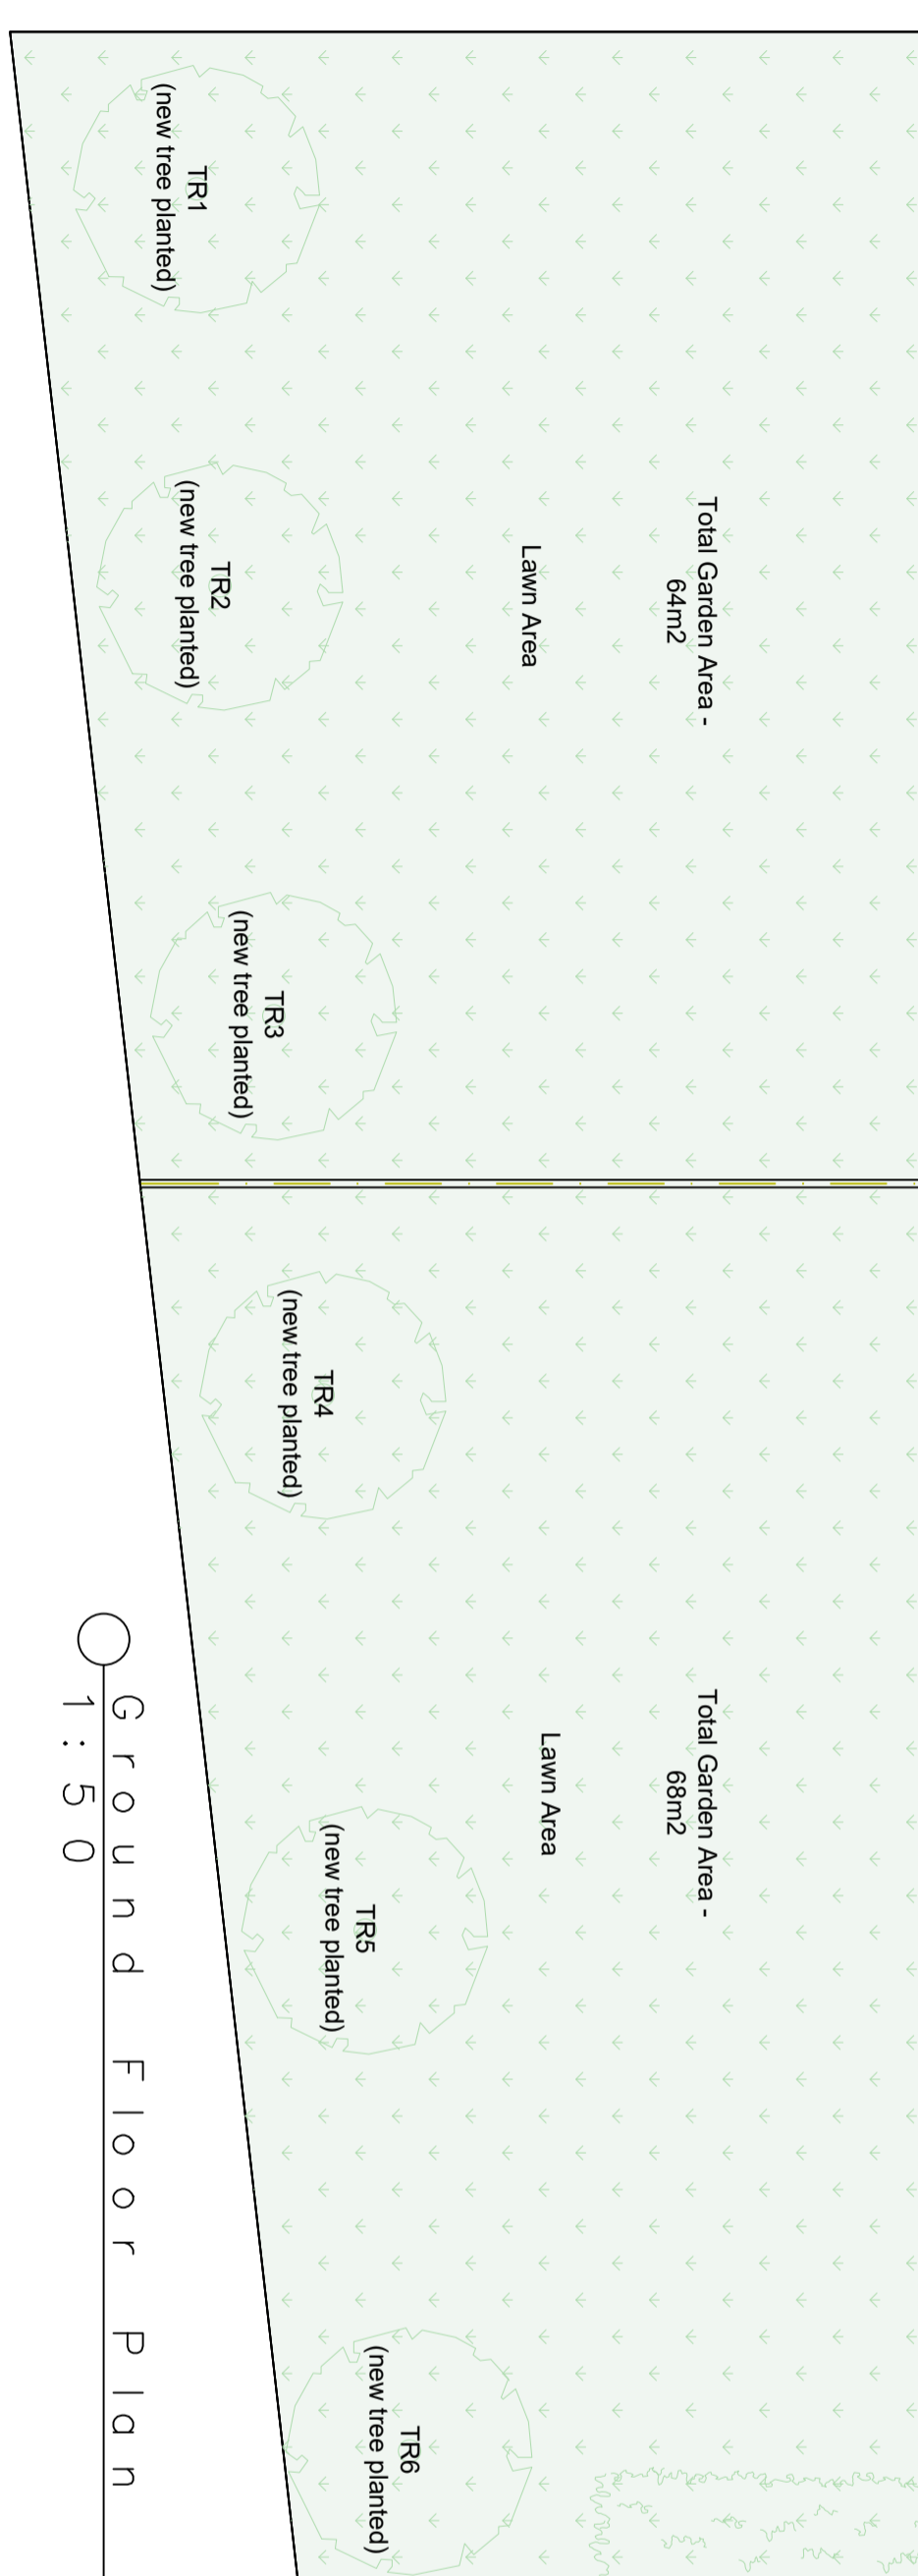 Total Garden Area -
64m2
Lawn Area
TR1
(new tree planted)
TR2
(new tree planted)
TR3
(new tree planted)
Total Garden Area -
68m2
Lawn Area
TR4
(new tree planted)
TR5
(new tree planted)
TR6
(new tree planted)
Ground Floor Plan
1:50